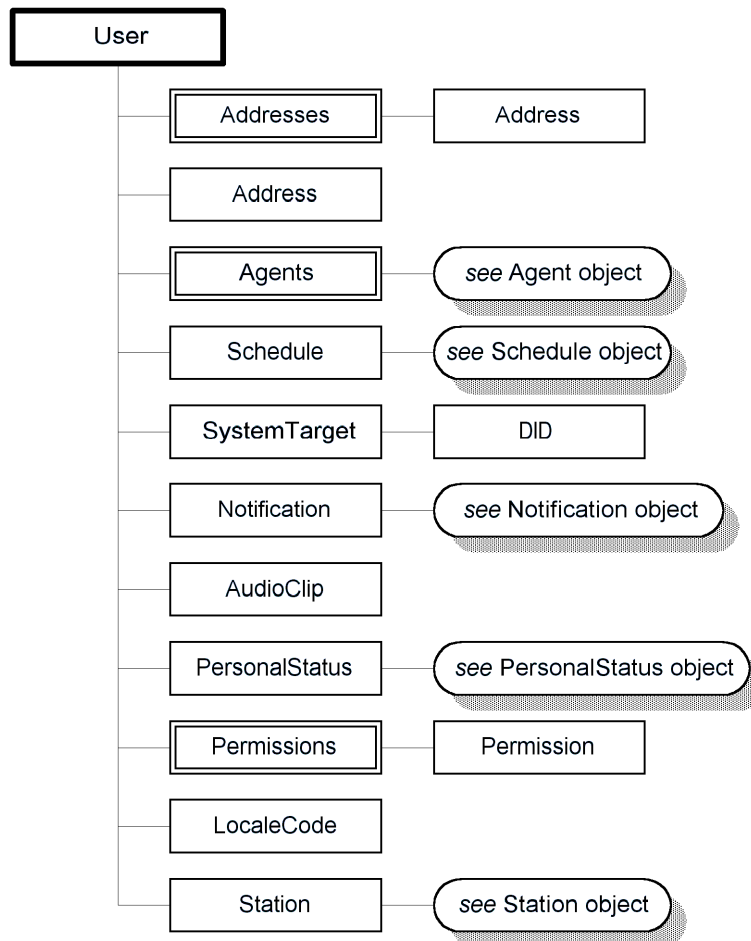 User
Addresses
Address
Address
Agents
see Agent object
Schedule
see Schedule object
SystemTarget
DID
Notification
see Notification object
AudioClip
PersonalStatus
see PersonalStatus object
Permissions
Permission
LocaleCode
Station
see Station object